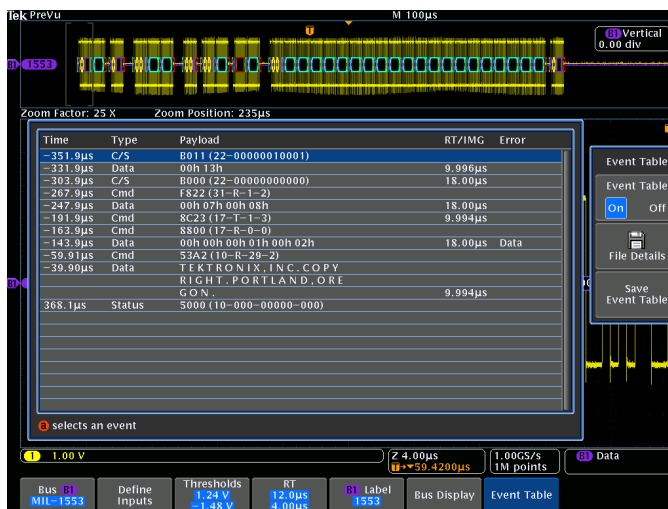 Tek PreVu M 100µs
T
B1 Vertical
0.00 div
B1 1553
Zoom Factor: 25 X Zoom Position: 235µs
Time Type Payload RT/IMG Error
-351.9µs C/S B011 (22-00000010001)
-331.9µs Data 00h 13h 9.996µs
-303.9µs C/S B000 (22-00000000000) 18.00µs
-267.9µs Cmd F822 (31-R-1-2)
-247.9µs Data 00h 07h 00h 08h 18.00µs
-191.9µs Cmd 8C23 (17-T-1-3) 9.994µs
-163.9µs Cmd 8800 (17-R-0-0)
-143.9µs Data 00h 00h 00h 01h 00h 02h 18.00µs Data
-59.91µs Cmd 53A2 (10-R-29-2)
-39.90µs Data T E K T R O N I X , I N C . C O P Y
R I G H T . P O R T L A N D , O R E
G O N . 9.994µs
368.1µs Status 5000 (10-000-00000-000)
a selects an event
Event Table
Event Table
On Off
File Details
Save
Event Table
1 1.00 V
Z 4.00µs
T→▼59.4200µs
1.00GS/s
1M points
B1 Data
Bus B1
MIL-1553
Define
Inputs
Thresholds
1.24 V
-1.48 V
RT
12.0µs
4.00µs
B1 Label
1553
Bus Display
Event Table